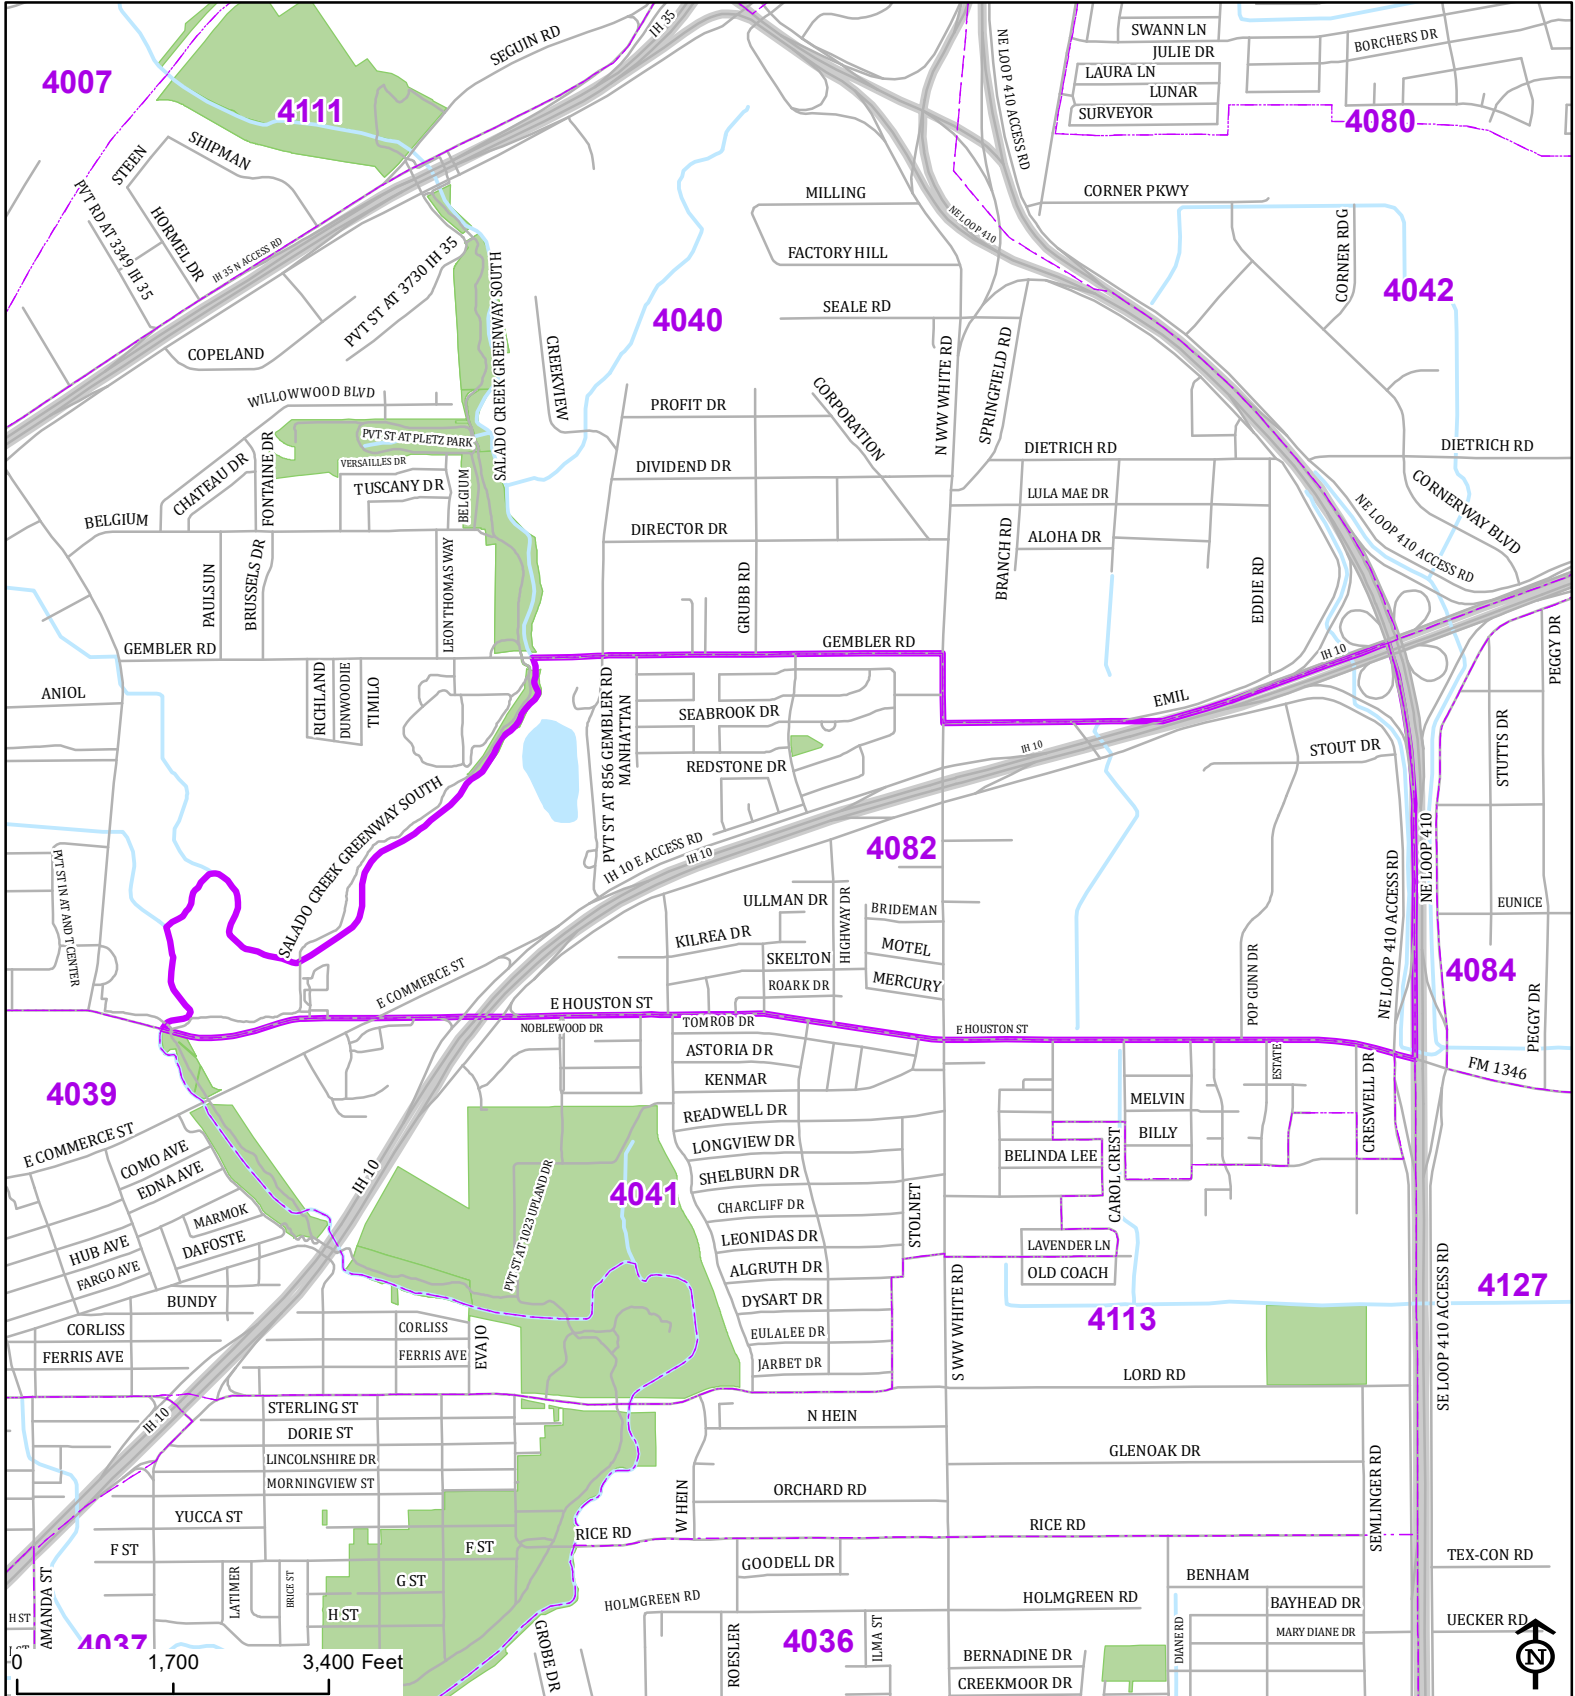 SWANN LN
JULIE DR
BORCHERS DR
LAURA LN
LUNAR
SURVEYOR
IH 35
SEGUIN RD
NE LOOP 410 ACCESS RD
4007
4111
4080
STEEN
SHIPMAN
PVT RD AT 3349 IH 35
HORMEL DR
IH 35 N ACCESS RD
MILLING
CORNER PKWY
NE LOOP 410
FACTORY HILL
CORNER RDG
4042
PVT ST AT 3730 IH 35
SALADO CREEK GREENWAY SOUTH
SEALE RD
4040
COPELAND
CREEKVIEW
N WW WHITE RD
SPRINGFIELD RD
WILLOWWOOD BLVD
PROFIT DR
CORPORATION
PVT ST AT PLETZ PARK
DIETRICH RD
DIETRICH RD
CHATEAU DR
FONTAINE DR
VERSAILLES DR
TUSCANY DR
BELGIUM
DIVIDEND DR
LULA MAE DR
CORNERWAY BLVD
NE LOOP 410 ACCESS RD
BELGIUM
DIRECTOR DR
ALOHA DR
BRANCH RD
PAULSUN
BRUSSELS DR
LEON THOMAS WAY
GRUBB RD
EDDIE RD
GEMBLER RD
GEMBLER RD
IH 10
PEGGY DR
ANIOL
RICHLAND
DUNWOODIE
TIMILO
PVT ST AT 856 GEMBLER RD
MANHATTAN
SEABROOK DR
EMIL
STUTTS DR
IH 10
STOUT DR
REDSTONE DR
SALADO CREEK GREENWAY SOUTH
IH 10 E ACCESS RD
IH 10
4082
NE LOOP 410
PVT ST IN AT AND T CENTER
ULLMAN DR
HIGHWAY DR
BRIDEMAN
EUNICE
KILREA DR
MOTEL
NE LOOP 410 ACCESS RD
SKELTON
MERCURY
POP GUNN DR
4084
E COMMERCE ST
ROARK DR
E HOUSTON ST
NOBLEWOOD DR
TOMROB DR
E HOUSTON ST
PEGGY DR
ASTORIA DR
ESTATE
FM 1346
4039
KENMAR
CRESWELL DR
MELVIN
E COMMERCE ST
READWELL DR
BILLY
LONGVIEW DR
COMO AVE
EDNA AVE
IH 10
BELINDA LEE
CAROL CREST
SHELBURN DR
4041
PVT ST AT 1023 UPLAND DR
CHARCLIFF DR
STOLNET
MARMOK
DAFOSTE
HUB AVE
LEONIDAS DR
LAVENDER LN
FARGO AVE
ALGRUTH DR
OLD COACH
SE LOOP 410 ACCESS RD
4127
BUNDY
DYSART DR
S WW WHITE RD
4113
CORLISS
CORLISS
EULALEE DR
FERRIS AVE
FERRIS AVE
EVA JO
JARBET DR
LORD RD
STERLING ST
IH 10
DORIE ST
N HEIN
LINCOLNSHIRE DR
GLENOAK DR
MORNINGVIEW ST
ORCHARD RD
W HEIN
SEMLINGER RD
YUCCA ST
RICE RD
RICE RD
F ST
F ST
GOODELL DR
TEX-CON RD
AMANDA ST
LATIMER
BRICE ST
G ST
BENHAM
HOLMGREEN RD
HOLMGREEN RD
BAYHEAD DR
H ST
H ST
UECKER RD
MARY DIANE DR
4037
GROBE DR
ROESLER
4036
ILMA ST
DIANE RD
BERNADINE DR
CREEKMOOR DR
0 1,700 3,400 Feet
N